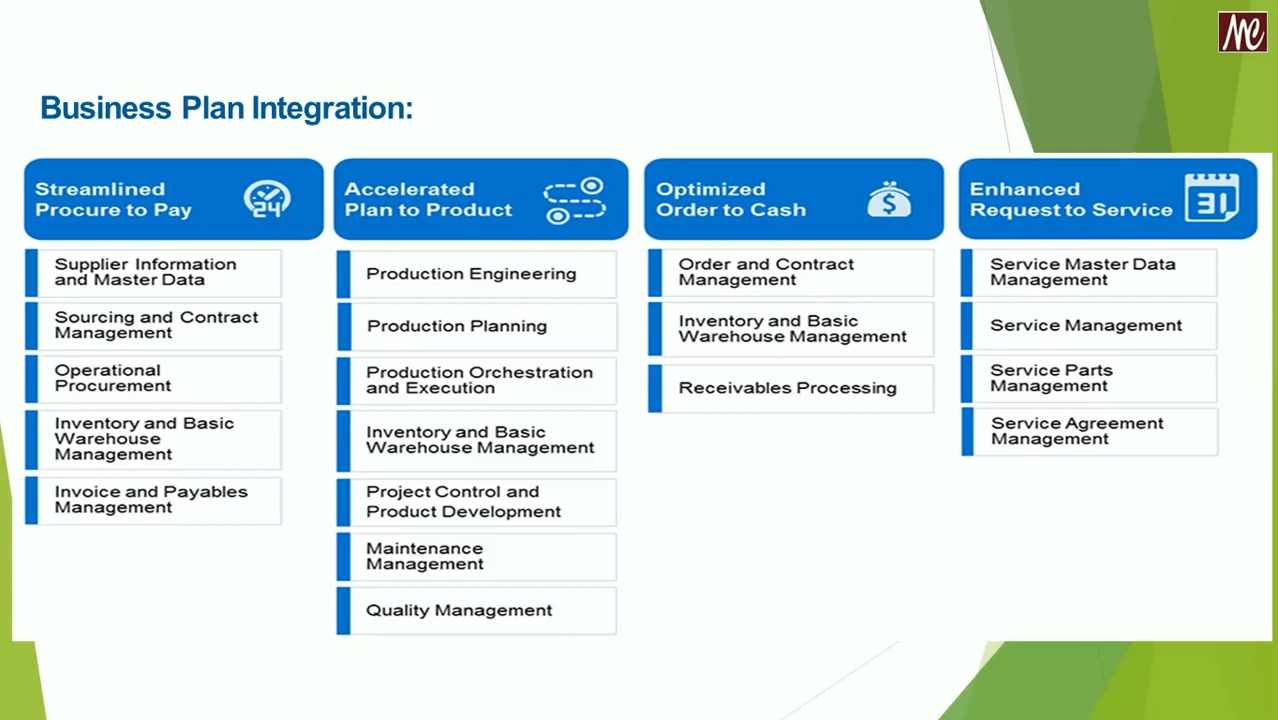 MC
Business Plan Integration:
Streamlined
Procure to Pay
24
Supplier Information
and Master Data
Sourcing and Contract
Management
Operational
Procurement
Inventory and Basic
Warehouse
Management
Invoice and Payables
Management
Accelerated
Plan to Product
Production Engineering
Production Planning
Production Orchestration
and Execution
Inventory and Basic
Warehouse Management
Project Control and
Product Development
Maintenance
Management
Quality Management
Optimized
Order to Cash
$
Order and Contract
Management
Inventory and Basic
Warehouse Management
Receivables Processing
Enhanced
Request to Service
31
Service Master Data
Management
Service Management
Service Parts
Management
Service Agreement
Management